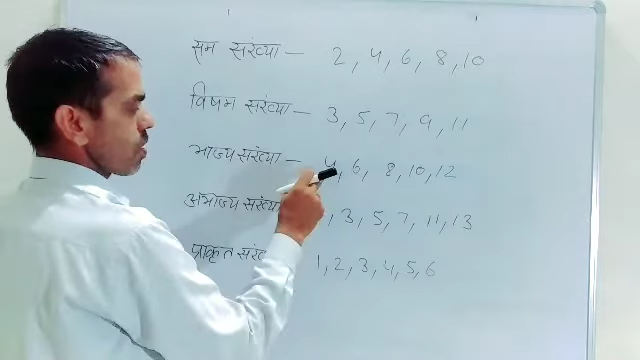 सम संख्या – 2, 4, 6, 8, 10
विषम संख्या – 3, 5, 7, 9, 11
भाज्य संख्या – 4, 6, 8, 10, 12
अभाज्य संख्या , 3, 5, 7, 11, 13
प्राकृत 1, 2, 3, 4, 5, 6